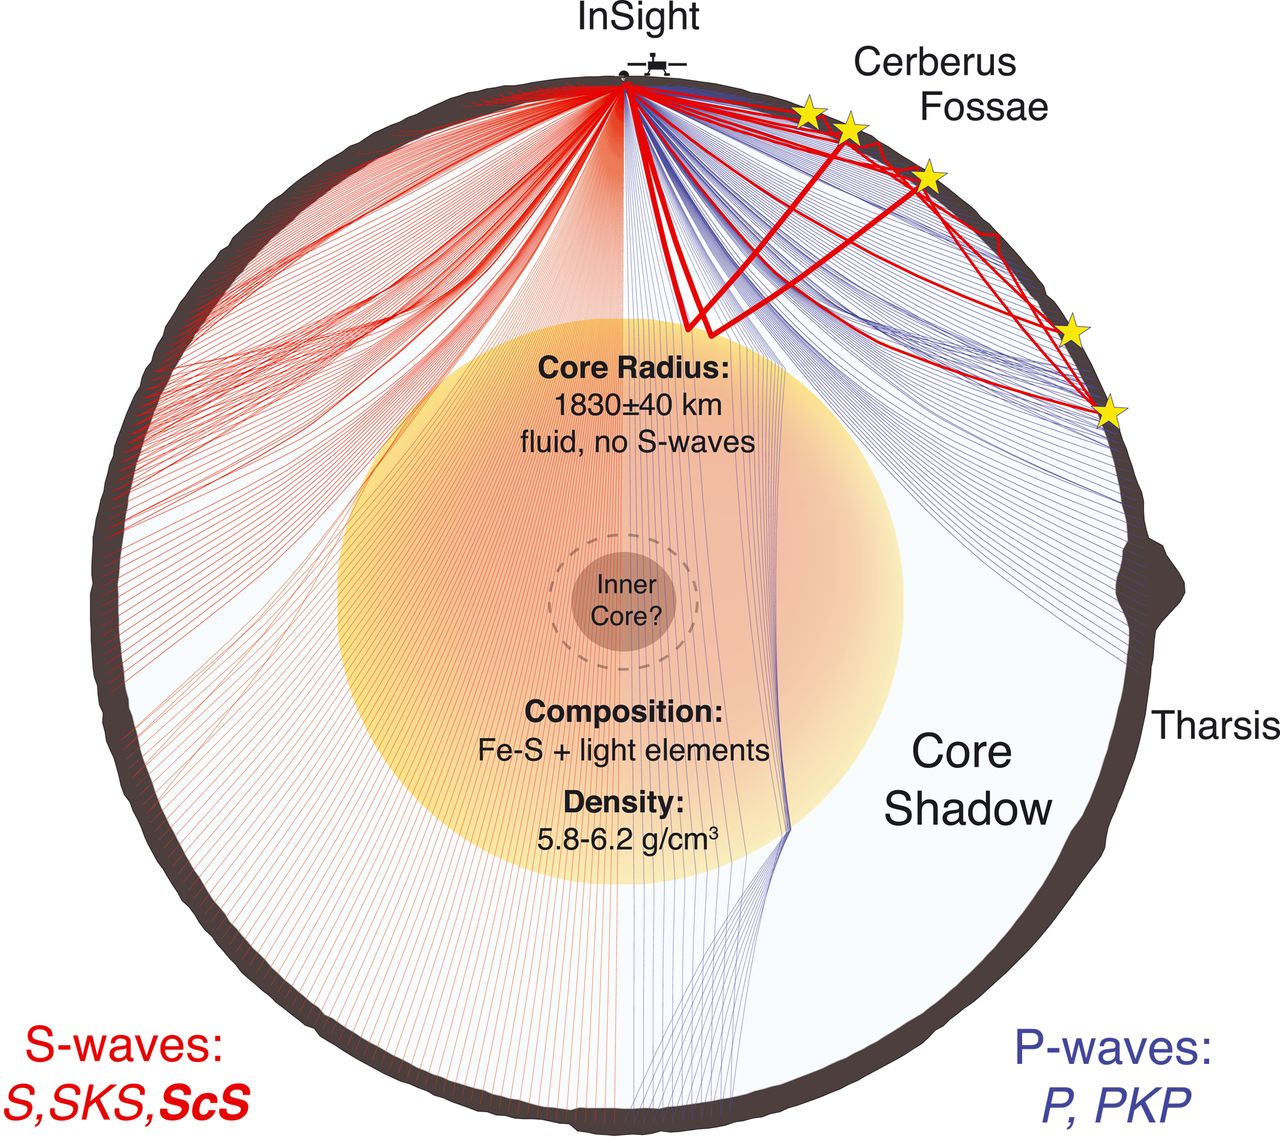 InSight
Cerberus
Fossae
Core Radius:
1830±40 km
fluid, no S-waves
Inner
Core?
Composition:
Fe-S + light elements
Density:
5.8-6.2 g/cm³
Core
Shadow
Tharsis
S-waves:
S,SKS,ScS
P-waves:
P, PKP